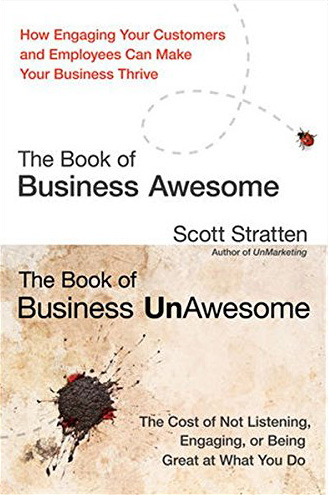 How Engaging Your Customers
and Employees Can Make
Your Business Thrive
The Book of
Business Awesome
Scott Stratten
Author of UnMarketing
The Book of
Business UnAwesome
The Cost of Not Listening,
Engaging, or Being
Great at What You Do